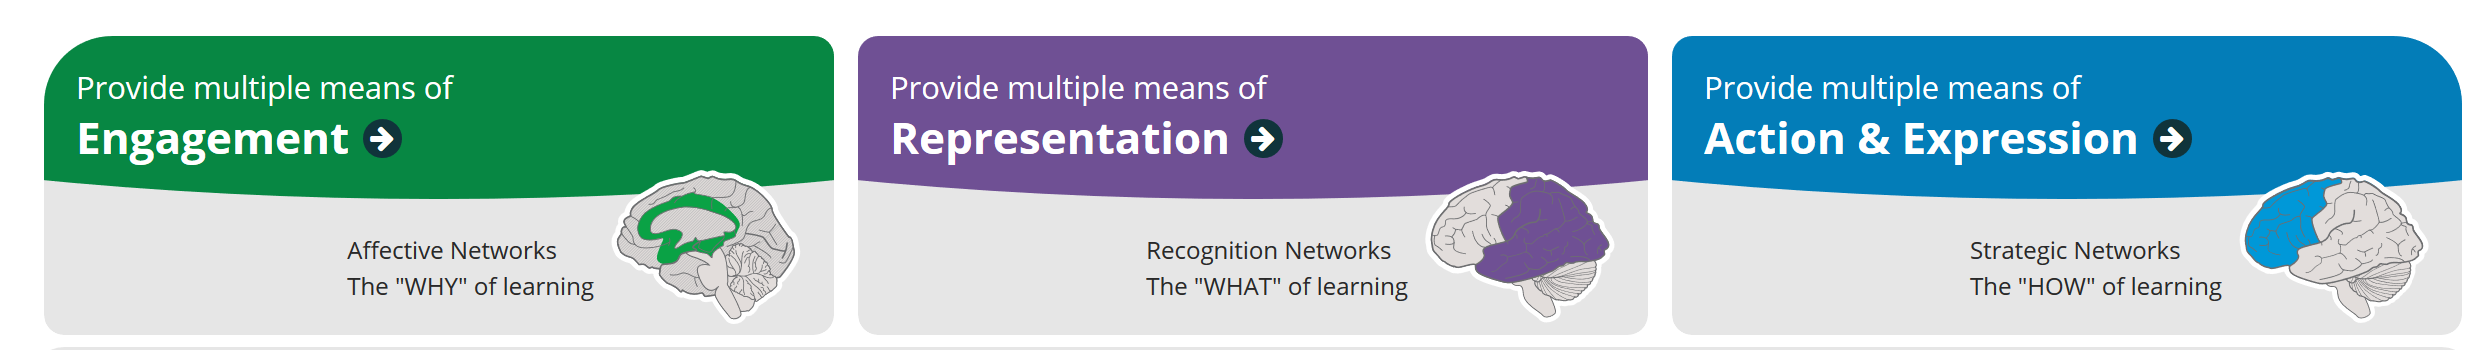 Provide multiple means of
Engagement
Affective Networks
The "WHY" of learning
Provide multiple means of
Representation
Recognition Networks
The "WHAT" of learning
Provide multiple means of
Action & Expression
Strategic Networks
The "HOW" of learning